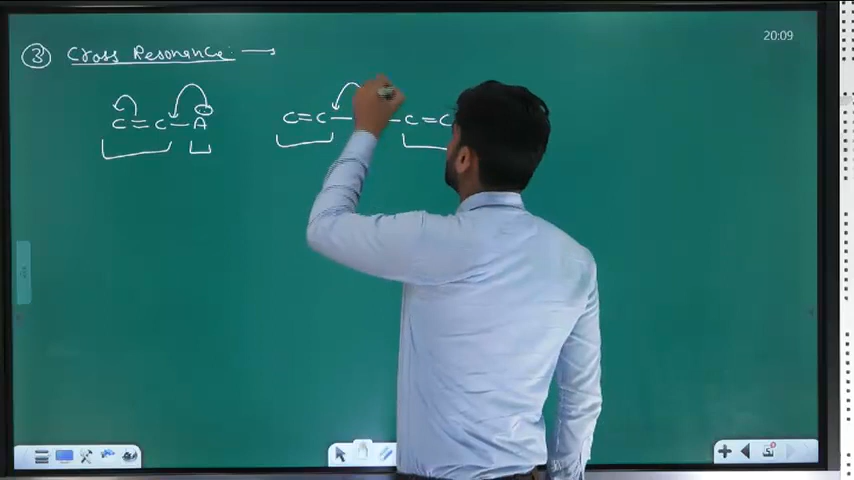 20:09
③ Cross Resonance:⟶
C=C–A C=C– –C=C